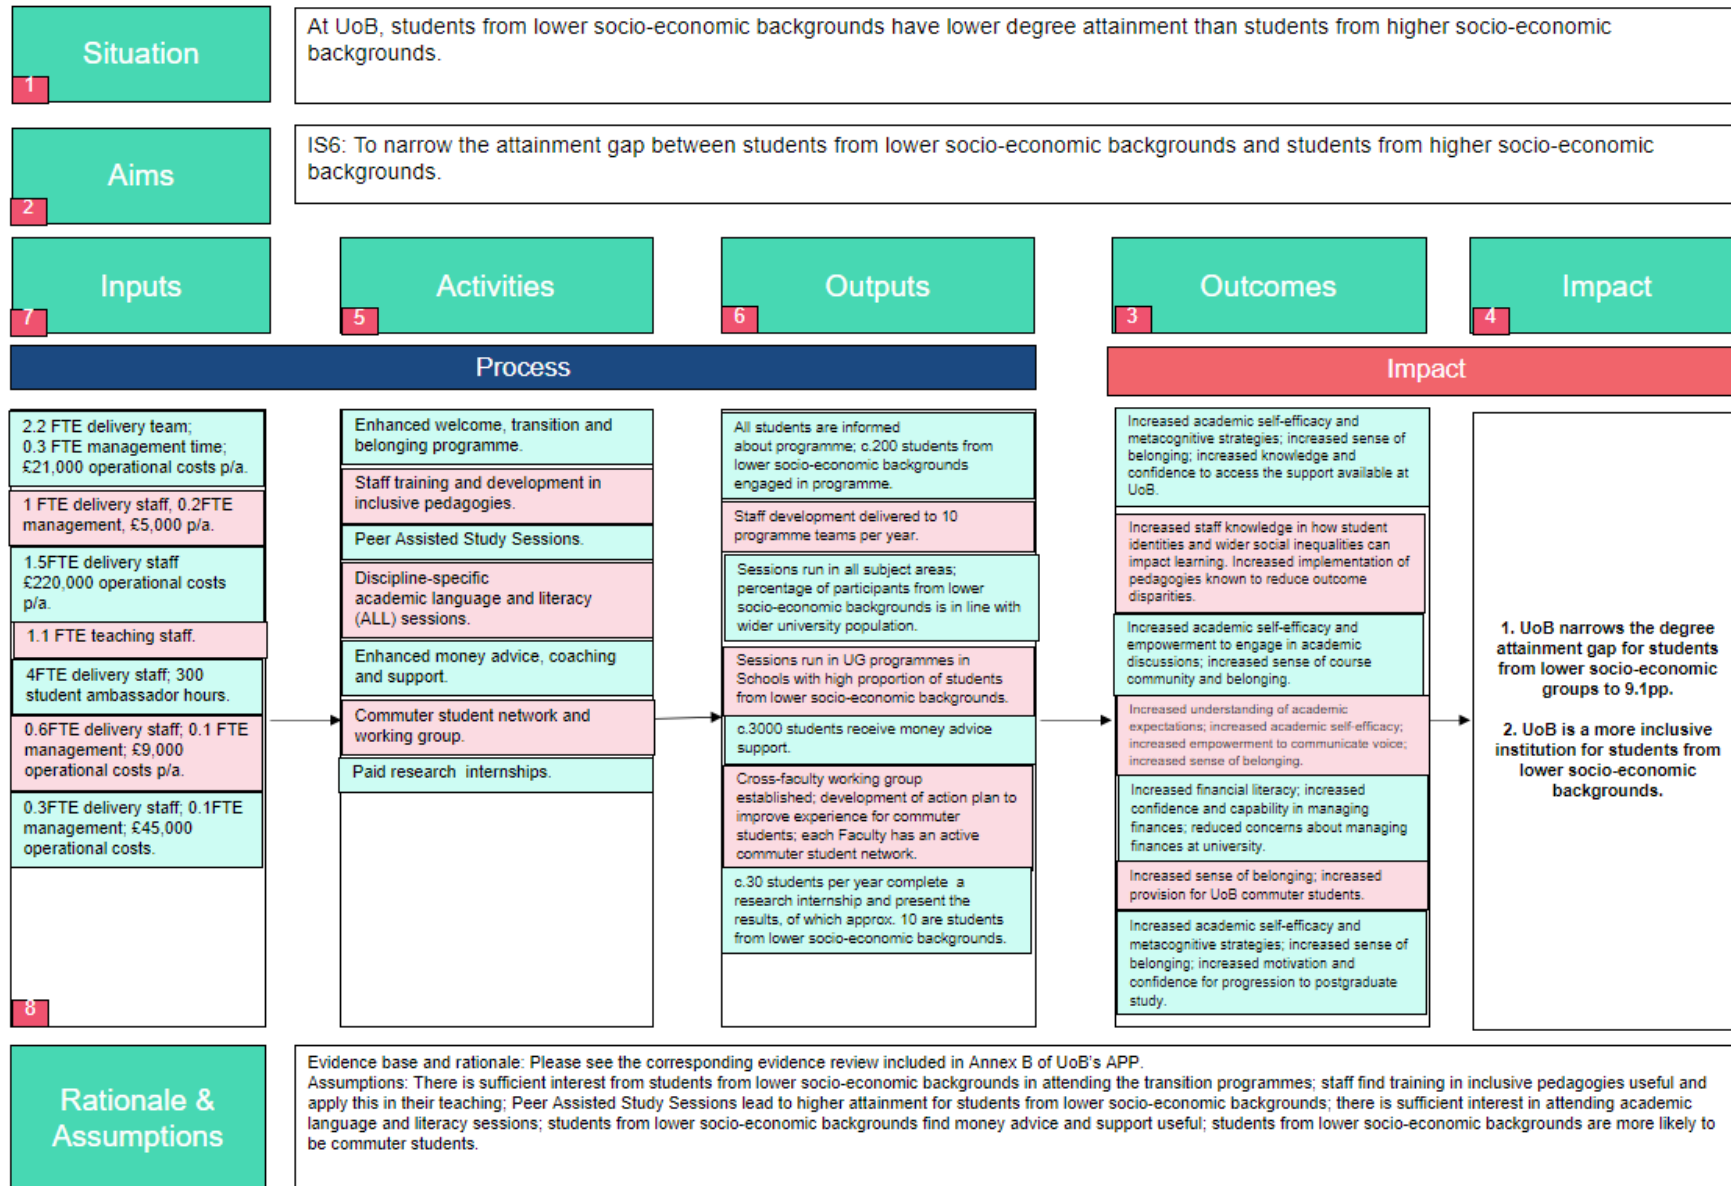 Situation
1
At UoB, students from lower socio-economic backgrounds have lower degree attainment than students from higher socio-economic
backgrounds.
Aims
2
IS6: To narrow the attainment gap between students from lower socio-economic backgrounds and students from higher socio-economic
backgrounds.
Inputs
7
Activities
5
Outputs
6
Outcomes
3
Impact
4
Process
Impact
2.2 FTE delivery team;
0.3 FTE management time;
£21,000 operational costs p/a.
1 FTE delivery staff, 0.2FTE
management, £5,000 p/a.
1.5FTE delivery staff
£220,000 operational costs
p/a.
1.1 FTE teaching staff.
4FTE delivery staff; 300
student ambassador hours.
0.6FTE delivery staff; 0.1 FTE
management; £9,000
operational costs p/a.
0.3FTE delivery staff; 0.1FTE
management; £45,000
operational costs.
8
Enhanced welcome, transition and
belonging programme.
Staff training and development in
inclusive pedagogies.
Peer Assisted Study Sessions.
Discipline-specific
academic language and literacy
(ALL) sessions.
Enhanced money advice, coaching
and support.
Commuter student network and
working group.
Paid research internships.
All students are informed
about programme; c.200 students from
lower socio-economic backgrounds
engaged in programme.
Staff development delivered to 10
programme teams per year.
Sessions run in all subject areas;
percentage of participants from lower
socio-economic backgrounds is in line with
wider university population.
Sessions run in UG programmes in
Schools with high proportion of students
from lower socio-economic backgrounds.
c.3000 students receive money advice
support.
Cross-faculty working group
established; development of action plan to
improve experience for commuter
students; each Faculty has an active
commuter student network.
c.30 students per year complete a
research internship and present the
results, of which approx. 10 are students
from lower socio-economic backgrounds.
Increased academic self-efficacy and
metacognitive strategies; increased sense of
belonging; increased knowledge and
confidence to access the support available at
UoB.
Increased staff knowledge in how student
identities and wider social inequalities can
impact learning. Increased implementation of
pedagogies known to reduce outcome
disparities.
Increased academic self-efficacy and
empowerment to engage in academic
discussions; increased sense of course
community and belonging.
Increased understanding of academic
expectations; increased academic self-efficacy;
increased empowerment to communicate voice;
increased sense of belonging.
Increased financial literacy; increased
confidence and capability in managing
finances; reduced concerns about managing
finances at university.
Increased sense of belonging; increased
provision for UoB commuter students.
Increased academic self-efficacy and
metacognitive strategies; increased sense of
belonging; increased motivation and
confidence for progression to postgraduate
study.
1. UoB narrows the degree
attainment gap for students
from lower socio-economic
groups to 9.1pp.
2. UoB is a more inclusive
institution for students from
lower socio-economic
backgrounds.
Rationale &
Assumptions
Evidence base and rationale: Please see the corresponding evidence review included in Annex B of UoB's APP.
Assumptions: There is sufficient interest from students from lower socio-economic backgrounds in attending the transition programmes; staff find training in inclusive pedagogies useful and
apply this in their teaching; Peer Assisted Study Sessions lead to higher attainment for students from lower socio-economic backgrounds; there is sufficient interest in attending academic
language and literacy sessions; students from lower socio-economic backgrounds find money advice and support useful; students from lower socio-economic backgrounds are more likely to
be commuter students.